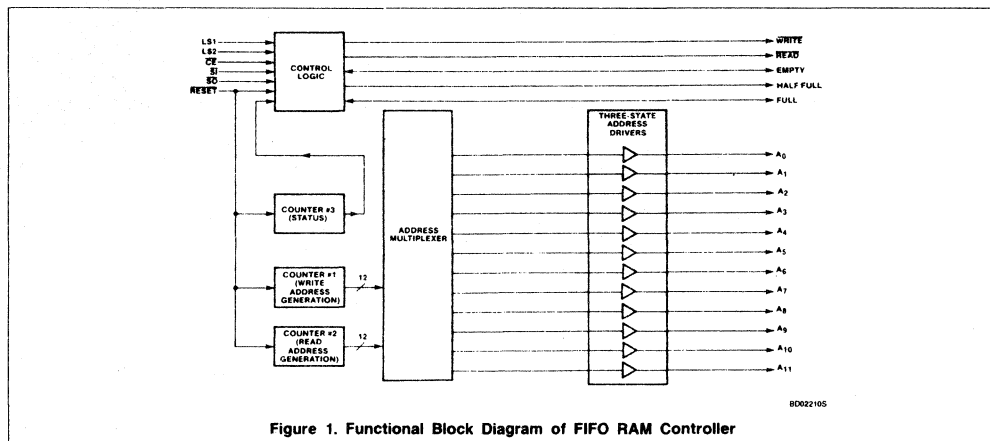 LS1
LS2
CE
SI
SO
RESET
CONTROL
LOGIC
WRITE
READ
EMPTY
HALF FULL
FULL
THREE-STATE
ADDRESS
DRIVERS
ADDRESS
MULTIPLEXER
COUNTER #3
(STATUS)
COUNTER #1
(WRITE
ADDRESS
GENERATION)
12
COUNTER #2
(READ
ADDRESS
GENERATION)
12
A0
A1
A2
A3
A4
A5
A6
A7
A8
A9
A10
A11
BD02210S
Figure 1. Functional Block Diagram of FIFO RAM Controller